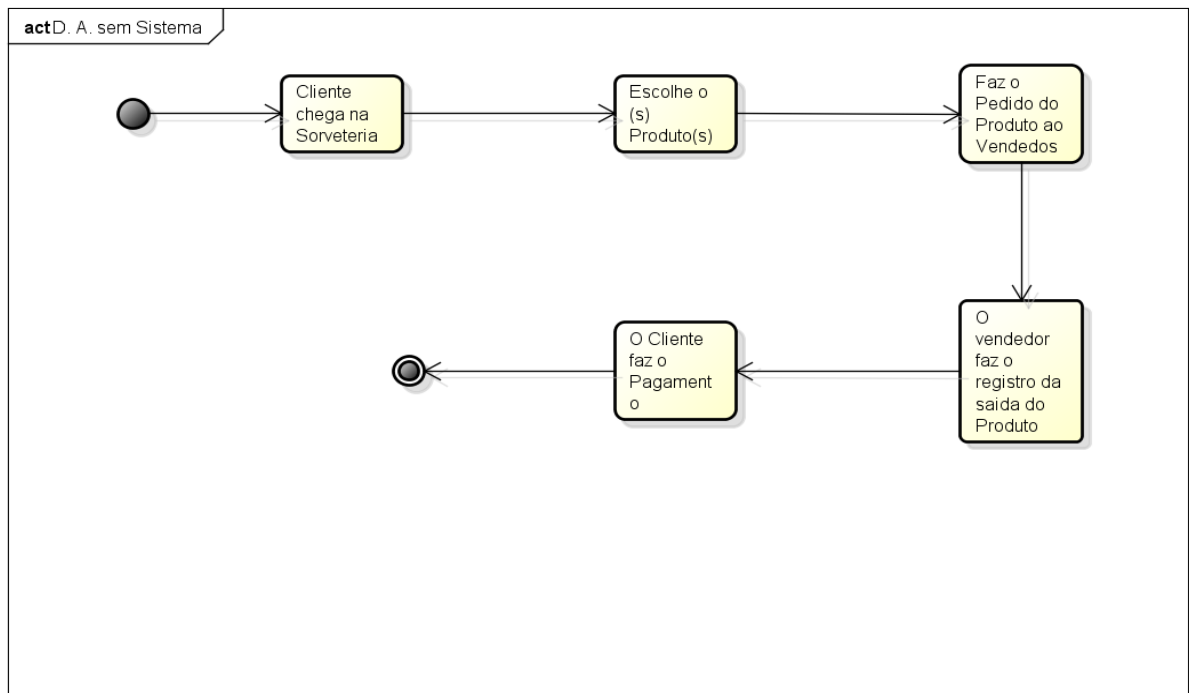 act D. A. sem Sistema
Cliente
chega na
Sorveteria
Escolhe o
(s)
Produto(s)
Faz o
Pedido do
Produto ao
Vendedos
O
vendedor
faz o
registro da
saida do
Produto
O Cliente
faz o
Pagament
o